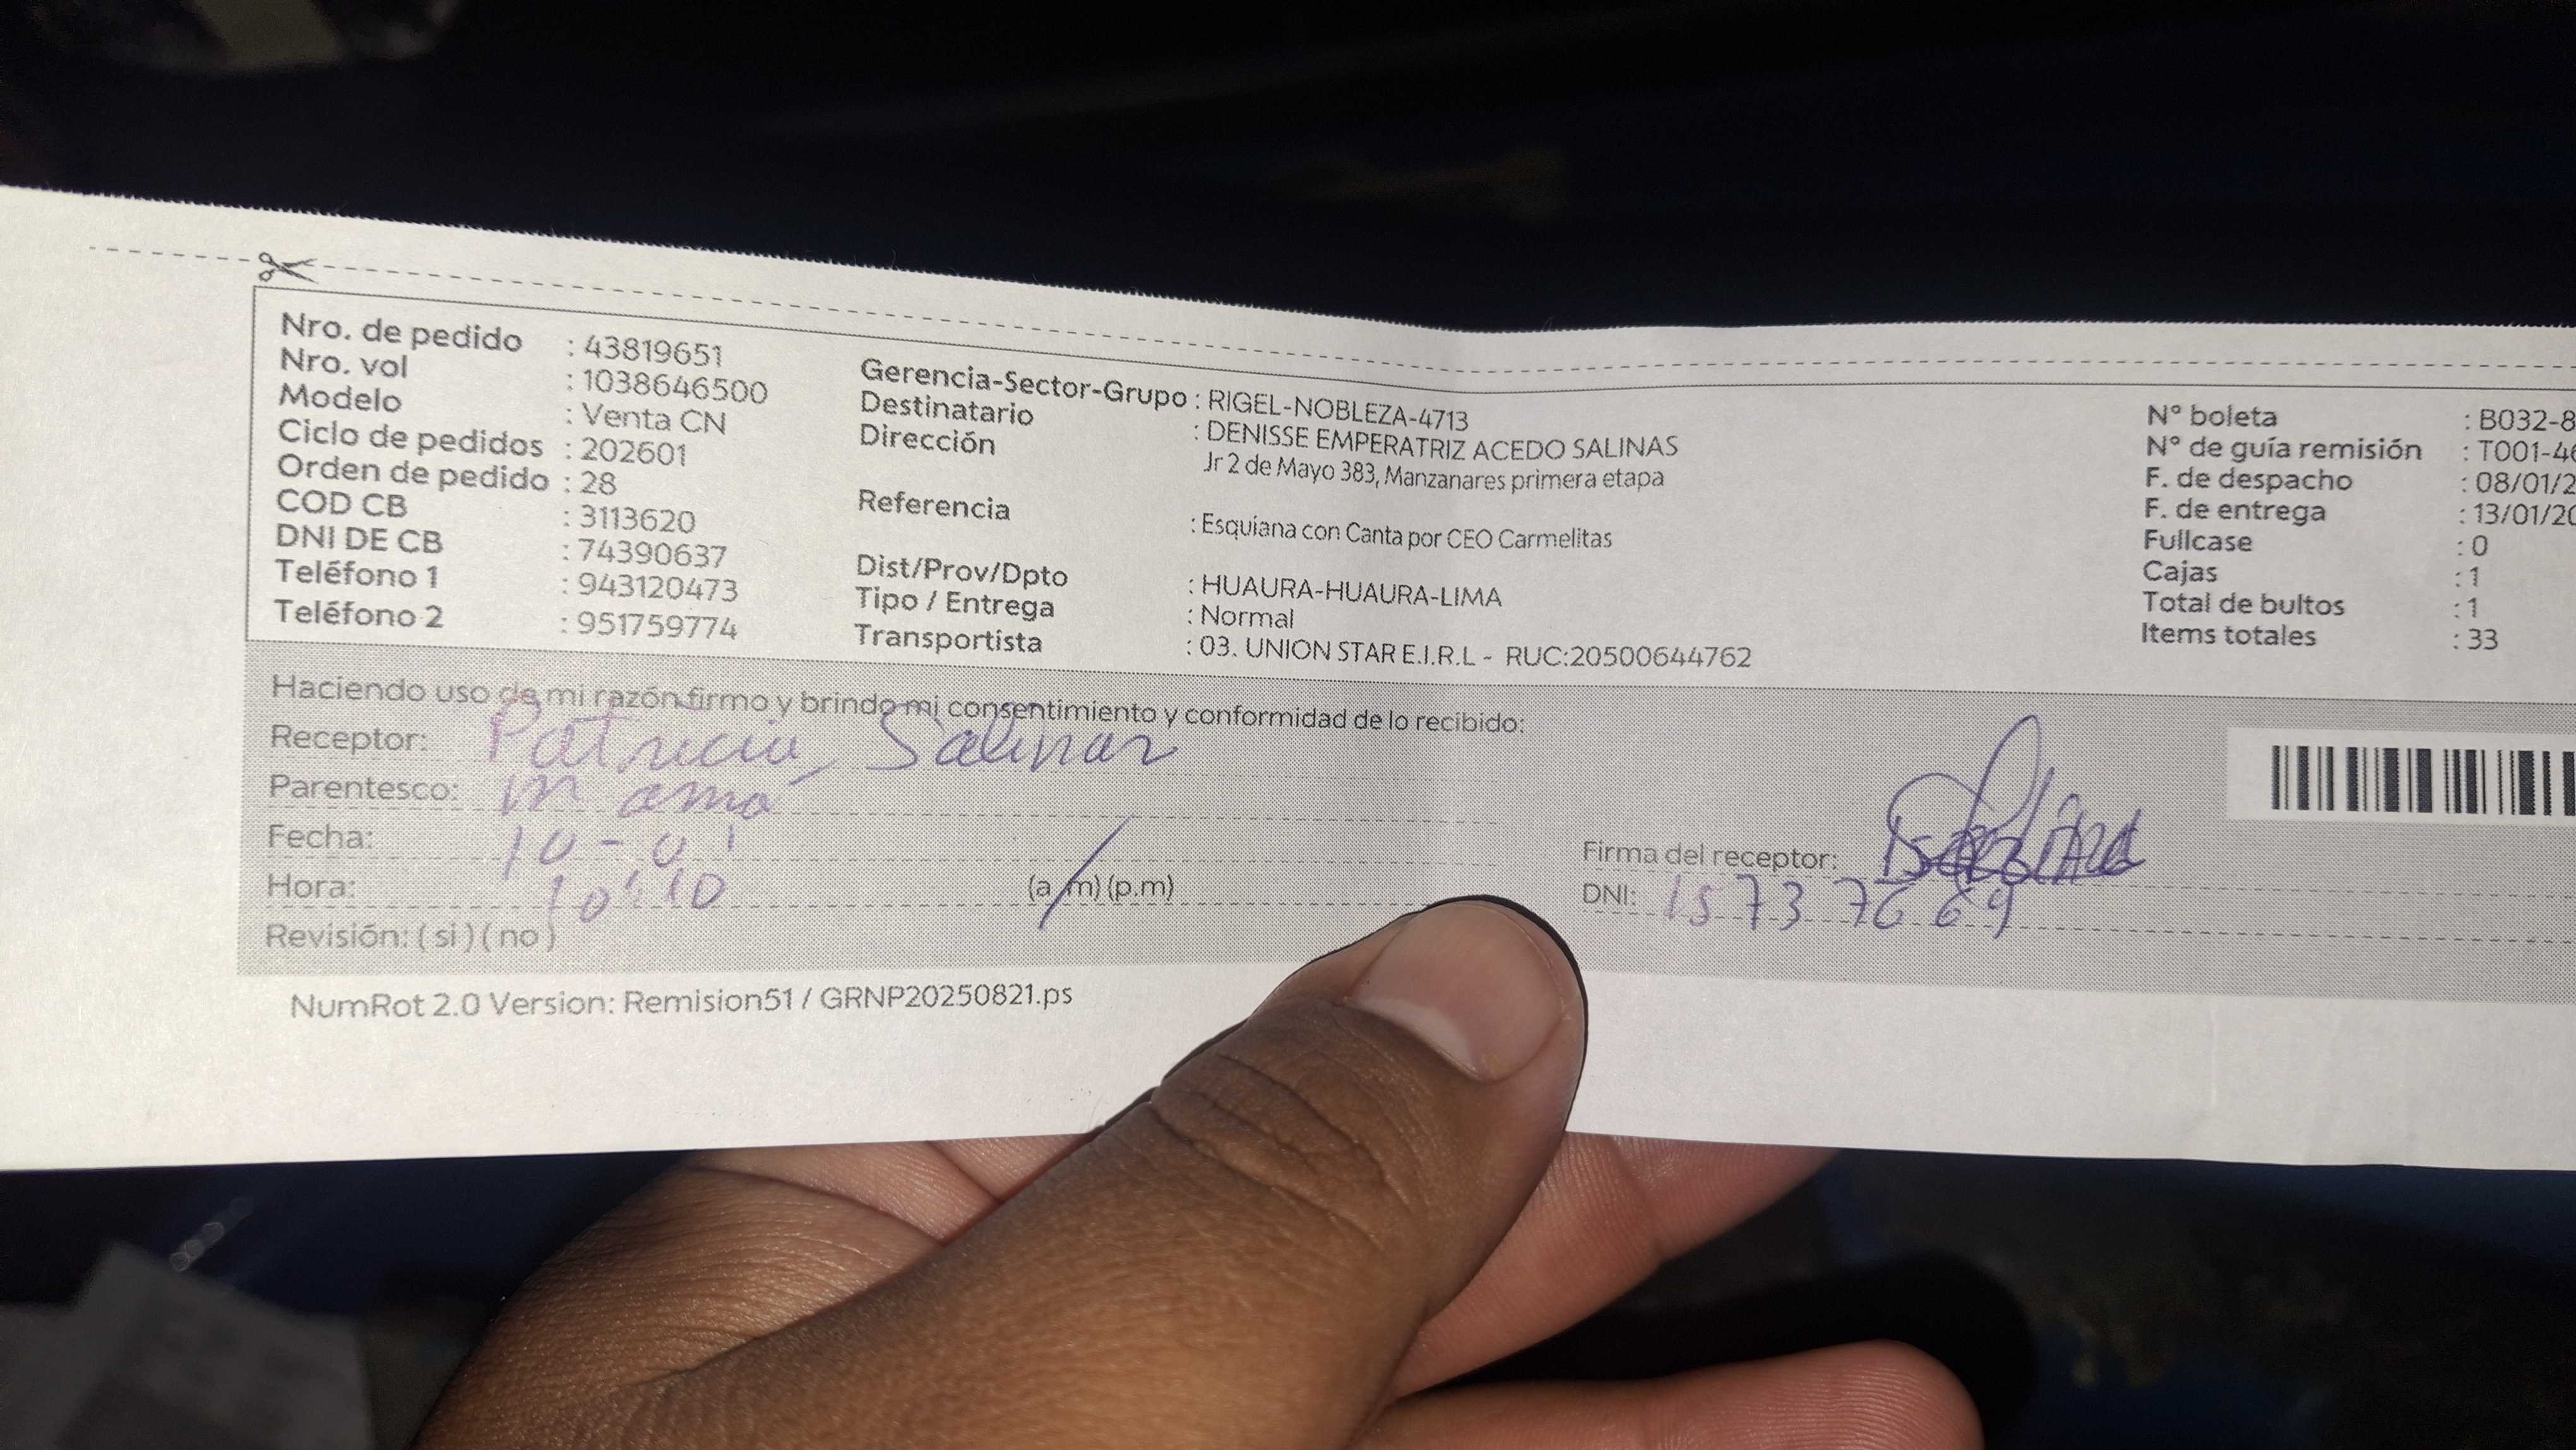 Nro. de pedido : 43819651
Nro. vol : 1038646500
Modelo : Venta CN
Ciclo de pedidos : 202601
Orden de pedido : 28
COD CB : 3113620
DNI DE CB : 74390637
Teléfono 1 : 943120473
Teléfono 2 : 951759774
Gerencia-Sector-Grupo : RIGEL-NOBLEZA-4713
Destinatario : DENISSE EMPERATRIZ ACEDO SALINAS
Dirección Jr 2 de Mayo 383, Manzanares primera etapa
Referencia : Esquiana con Canta por CEO Carmelitas
Dist/Prov/Dpto : HUAURA-HUAURA-LIMA
Tipo / Entrega : Normal
Transportista : 03. UNION STAR E.I.R.L - RUC:20500644762
N° boleta : B032-8
N° de guía remisión : T001-46
F. de despacho : 08/01/2
F. de entrega : 13/01/20
Fullcase : 0
Cajas : 1
Total de bultos : 1
Items totales : 33
Haciendo uso de mi razón firmo y brindo mi consentimiento y conformidad de lo recibido:
Receptor: Patricia Salinas
Parentesco: mamá
Fecha: 10-01
Hora: 10:10 (a.m) (p.m)
Revisión: ( si ) ( no )
Firma del receptor:
DNI: 15737669
NumRot 2.0 Version: Remision51 / GRNP20250821.ps